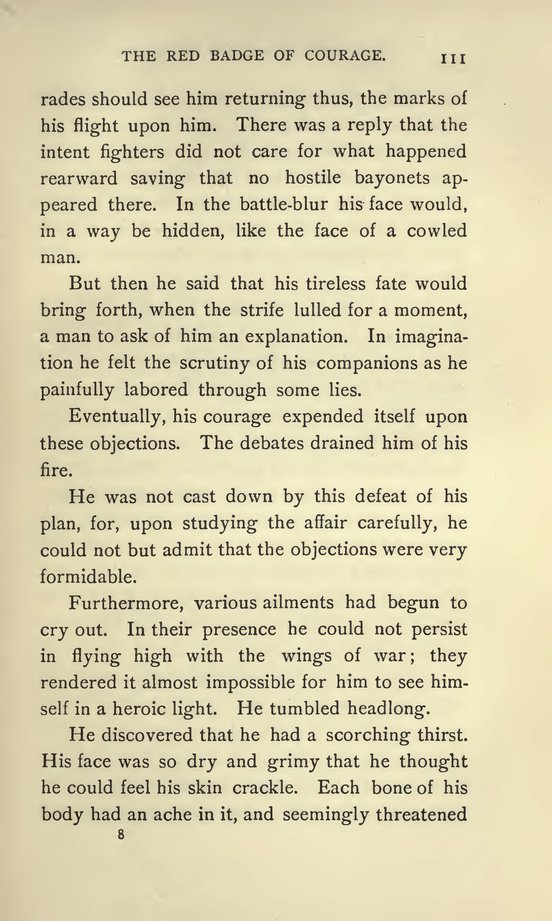 THE RED BADGE OF COURAGE. 111
rades should see him returning thus, the marks of
his flight upon him. There was a reply that the
intent fighters did not care for what happened
rearward saving that no hostile bayonets ap-
peared there. In the battle-blur his face would,
in a way be hidden, like the face of a cowled
man.
But then he said that his tireless fate would
bring forth, when the strife lulled for a moment,
a man to ask of him an explanation. In imagina-
tion he felt the scrutiny of his companions as he
painfully labored through some lies.
Eventually, his courage expended itself upon
these objections. The debates drained him of his
fire.
He was not cast down by this defeat of his
plan, for, upon studying the affair carefully, he
could not but admit that the objections were very
formidable.
Furthermore, various ailments had begun to
cry out. In their presence he could not persist
in flying high with the wings of war; they
rendered it almost impossible for him to see him-
self in a heroic light. He tumbled headlong.
He discovered that he had a scorching thirst.
His face was so dry and grimy that he thought
he could feel his skin crackle. Each bone of his
body had an ache in it, and seemingly threatened
8